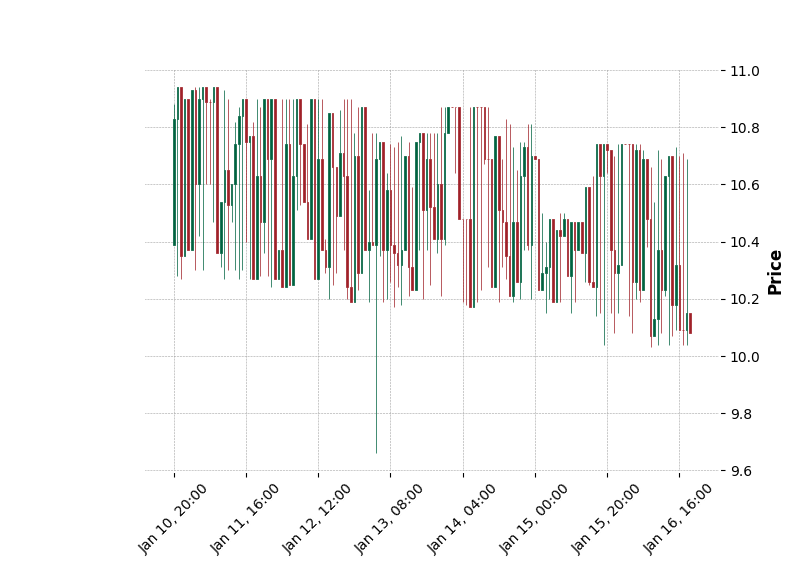 11.0
10.8
10.6
10.4
10.2
10.0
9.8
9.6
Price
Jan 10, 20:00
Jan 11, 16:00
Jan 12, 12:00
Jan 13, 08:00
Jan 14, 04:00
Jan 15, 00:00
Jan 15, 20:00
Jan 16, 16:00